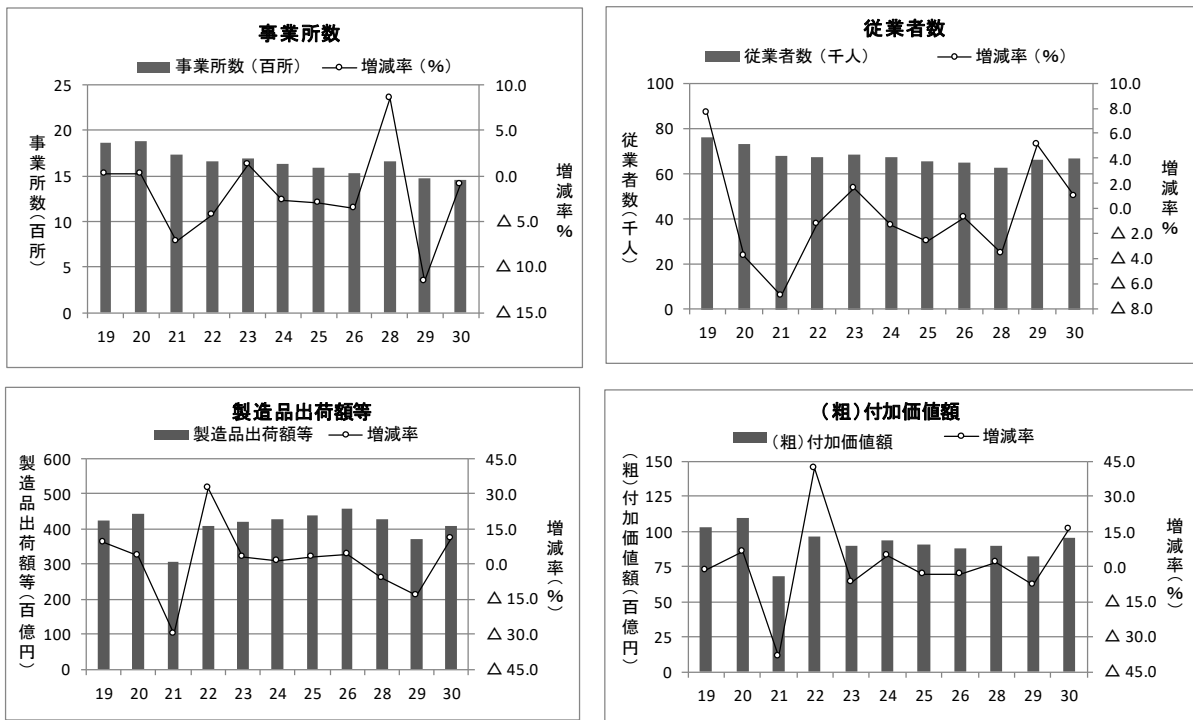 事業所数
事業所数（百所） 増減率（%）
事業所数（百所）
25
20
15
10
5
0
10.0
5.0
0.0
△ 5.0
△ 10.0
△ 15.0
増減率%
19 20 21 22 23 24 25 26 28 29 30
従業者数
従業者数（千人） 増減率（%）
従業者数（千人）
100
80
60
40
20
0
10.0
8.0
6.0
4.0
2.0
0.0
△ 2.0
△ 4.0
△ 6.0
△ 8.0
増減率%
19 20 21 22 23 24 25 26 28 29 30
製造品出荷額等
製造品出荷額等 増減率
製造品出荷額等（百億円）
600
500
400
300
200
100
0
45.0
30.0
15.0
0.0
△ 15.0
△ 30.0
△ 45.0
増減率（%）
19 20 21 22 23 24 25 26 28 29 30
（粗）付加価値額
（粗）付加価値額 増減率
（粗）付加価値額（百億円）
150
125
100
75
50
25
0
45.0
30.0
15.0
0.0
△ 15.0
△ 30.0
△ 45.0
増減率（%）
19 20 21 22 23 24 25 26 28 29 30